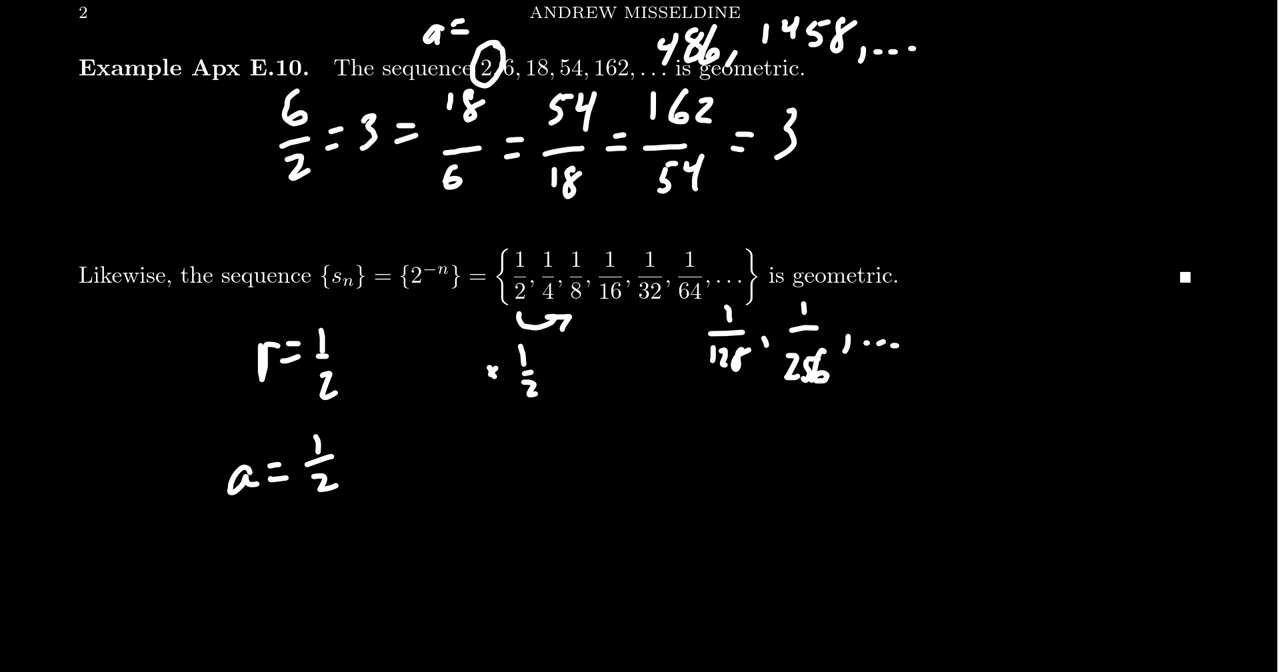 2 ANDREW MISSELDINE
a = 486, 1458, ...
Example Apx E.10. The sequence 2, 6, 18, 54, 162, ... is geometric.
6/2 = 3 = 18/6 = 54/18 = 162/54 = 3
Likewise, the sequence {s_n} = {2^{-n}} = {1/2, 1/4, 1/8, 1/16, 1/32, 1/64, ...} is geometric. ■
r = 1/2 × 1/2 1/128, 1/256, ...
a = 1/2